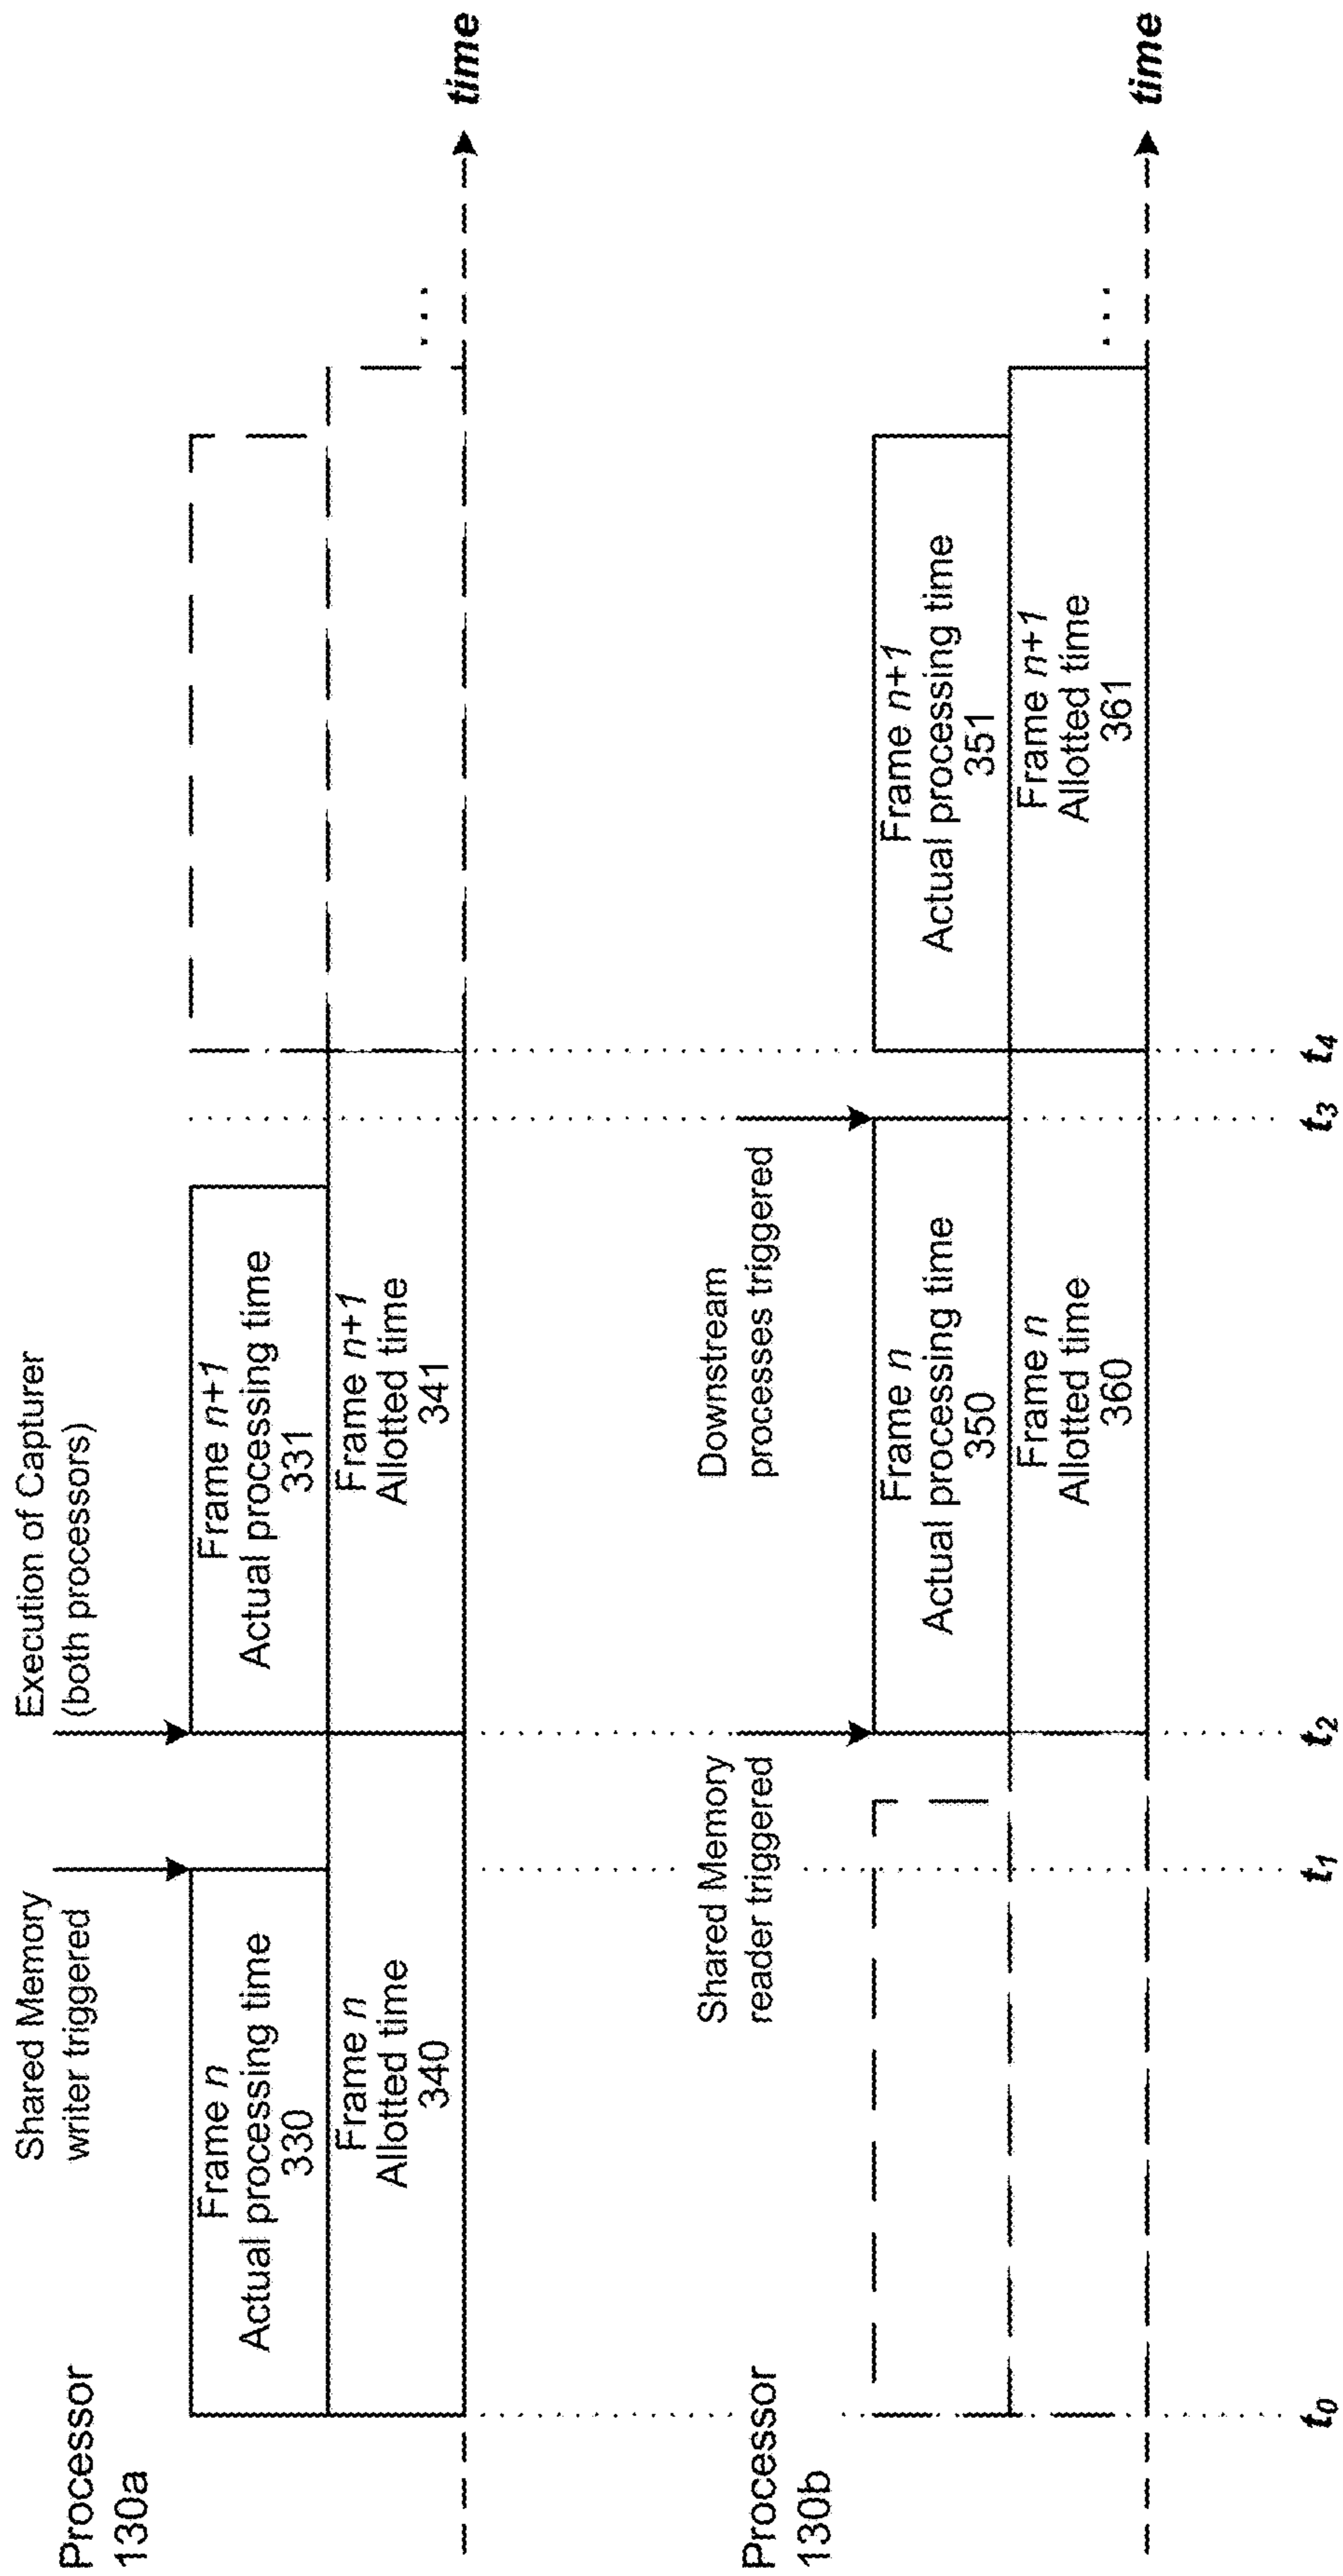 Processor
130a
Shared Memory
writer triggered
Execution of Capturer
(both processors)
Frame n
Actual processing time
330
Frame n+1
Actual processing time
331
Frame n
Allotted time
340
Frame n+1
Allotted time
341
...
time
Processor
130b
Shared Memory
reader triggered
Downstream
processes triggered
Frame n
Actual processing time
350
Frame n+1
Actual processing time
351
Frame n
Allotted time
360
Frame n+1
Allotted time
361
...
time
t0
t1
t2
t3
t4